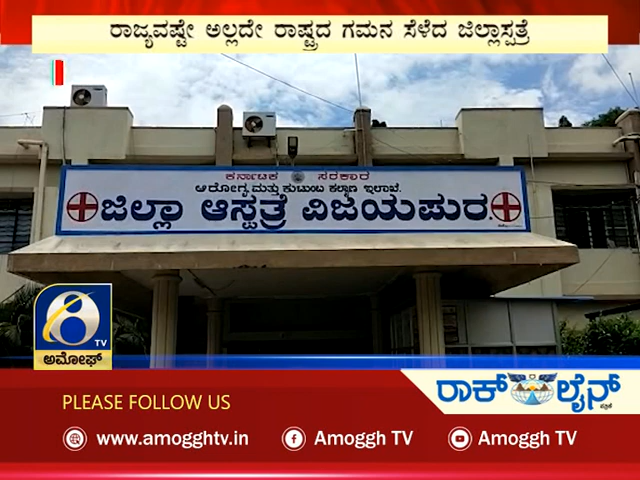 ರಾಜ್ಯವಷ್ಟೇ ಅಲ್ಲದೇ ರಾಷ್ಟ್ರದ ಗಮನ ಸೆಳೆದ ಜಿಲ್ಲಾಸ್ಪತ್ರೆ
ಕರ್ನಾಟಕ ಸರಕಾರ
ಆರೋಗ್ಯ ಮತ್ತು ಕುಟುಂಬ ಕಲ್ಯಾಣ ಇಲಾಖೆ.
ಜಿಲ್ಲಾ ಆಸ್ಪತ್ರೆ ವಿಜಯಪುರ.
TV
ಅಮೋಘ್
ರಾಕ್ ಲೈನ್
PLEASE FOLLOW US
www.amogghtv.in
Amoggh TV
Amoggh TV